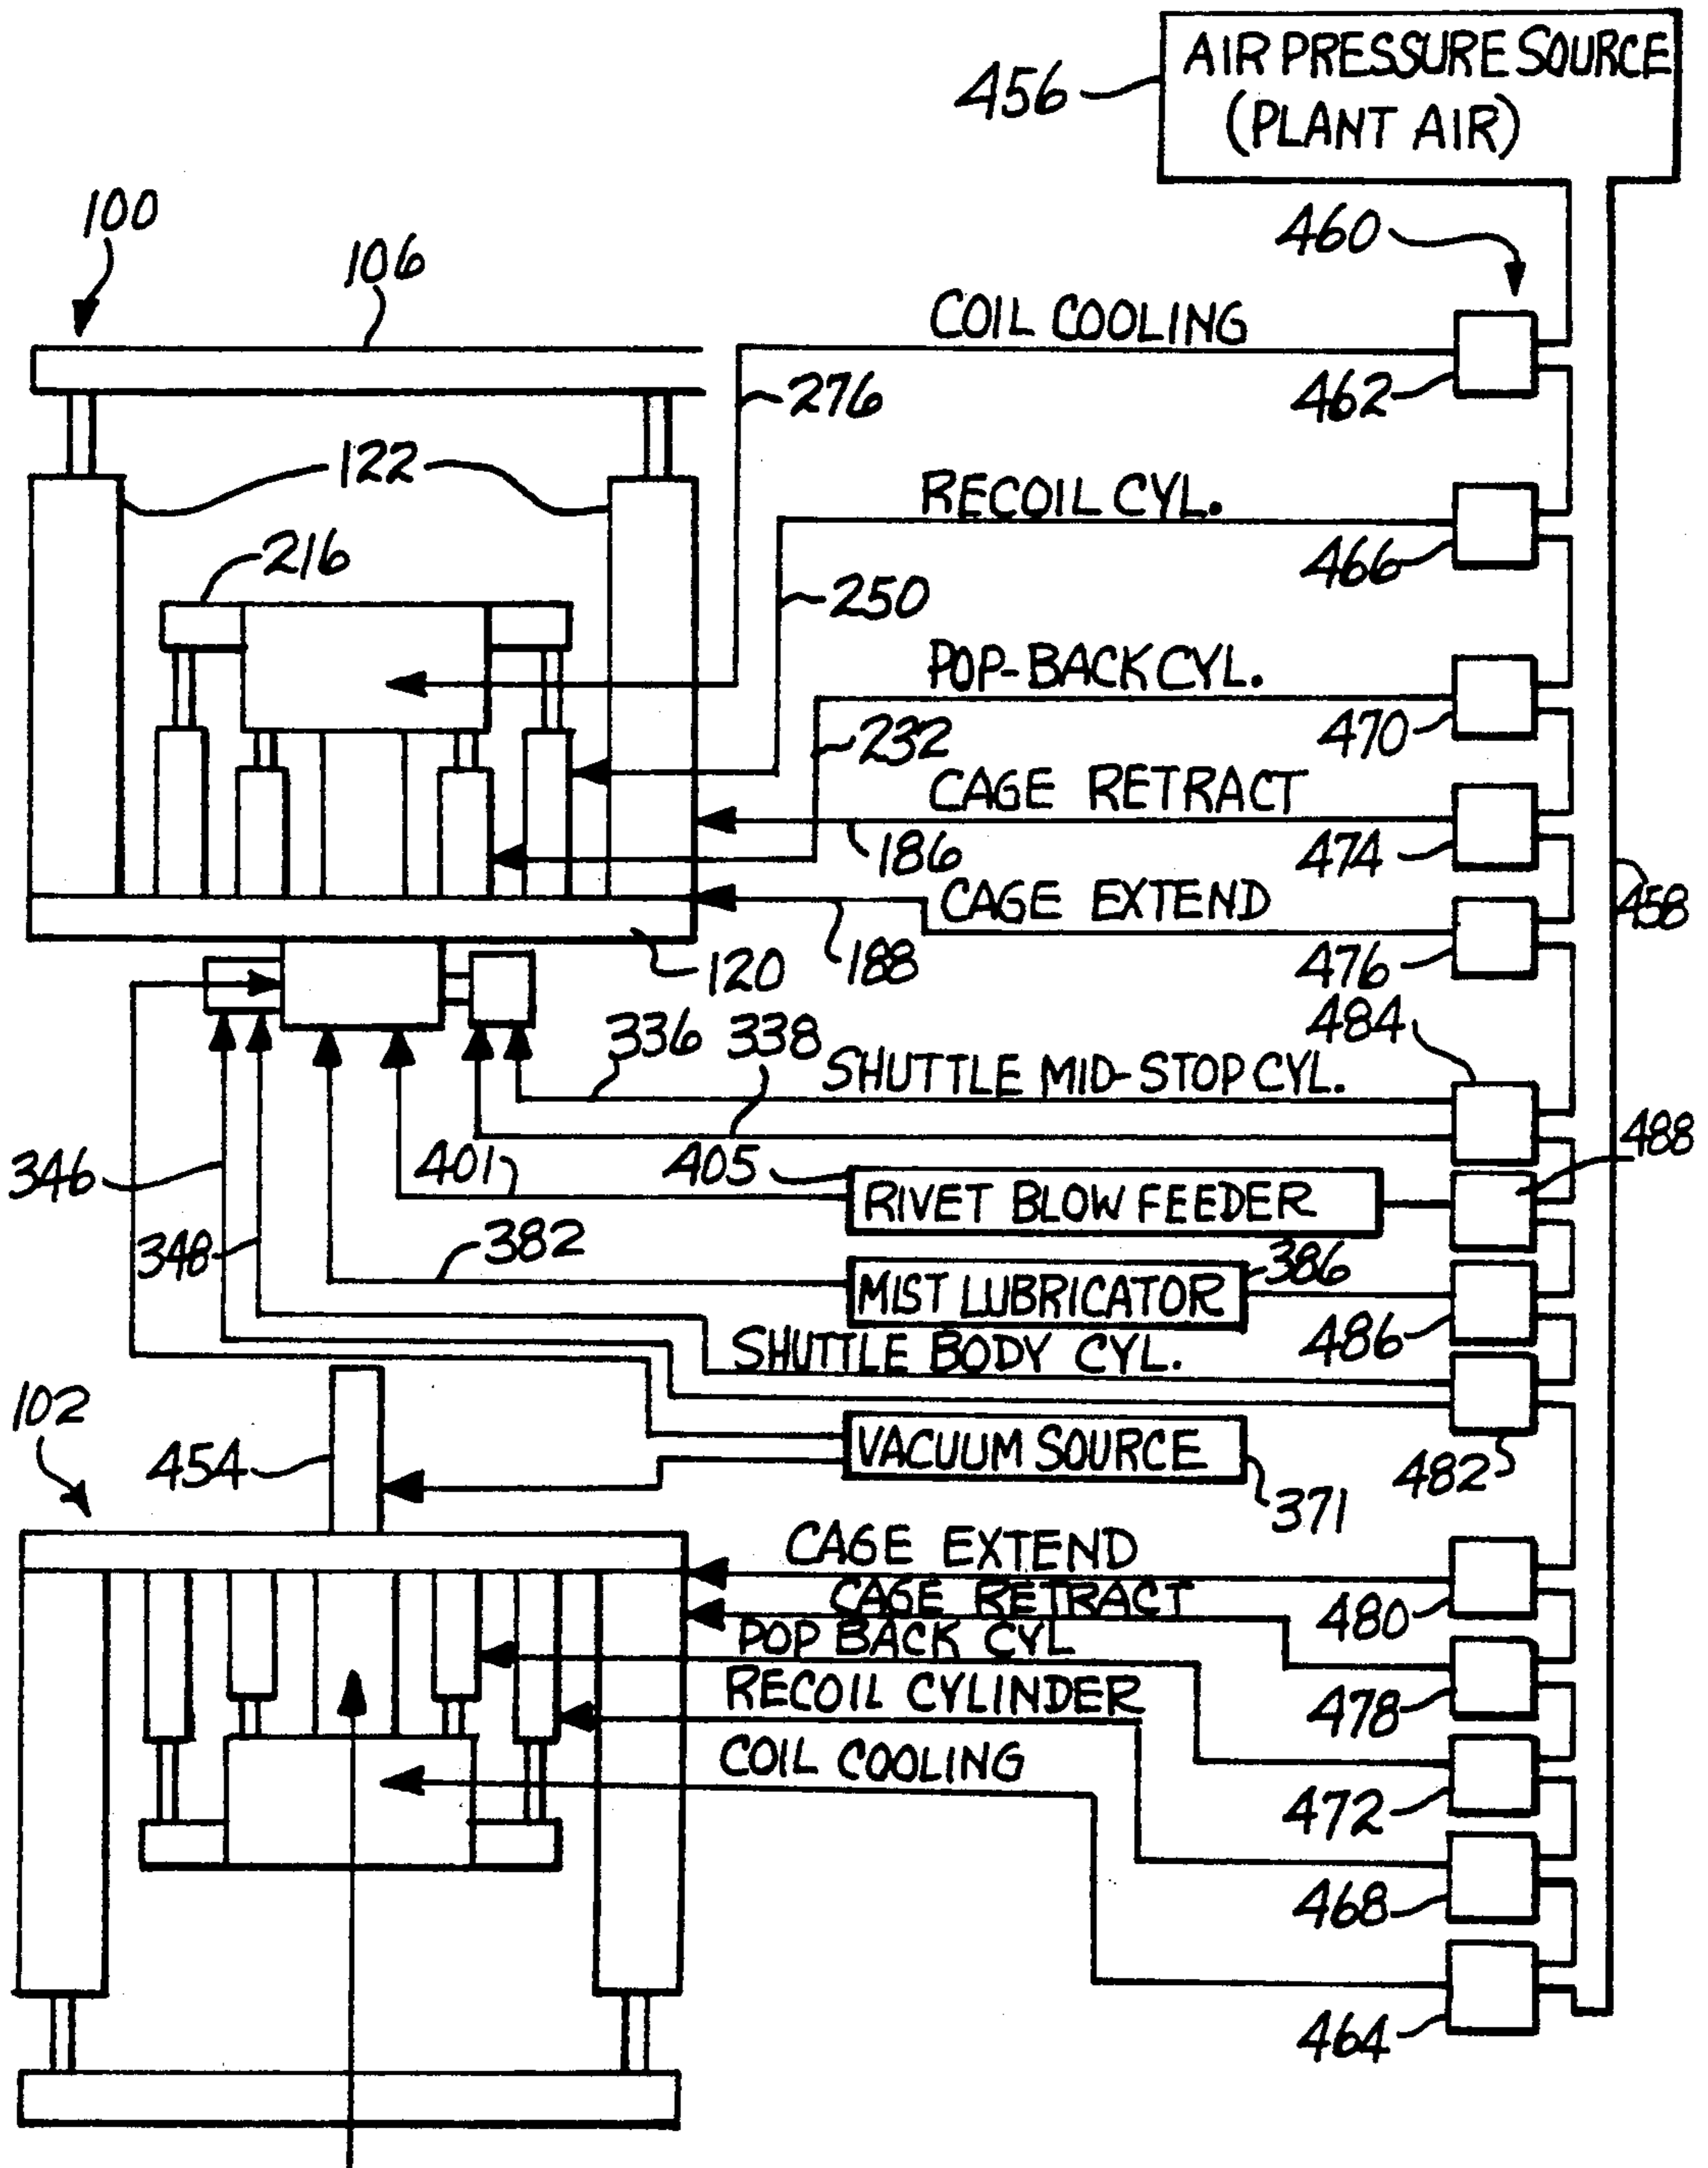 AIR PRESSURE SOURCE
(PLANT AIR)
456
100
106
460
COIL COOLING
276
462
122
RECOIL CYL.
466
216
250
POP-BACK CYL.
470
232
CAGE RETRACT
186
474
458
CAGE EXTEND
120
188
476
484
336
338
SHUTTLE MID-STOP CYL.
488
346
401
405
RIVET BLOW FEEDER
348
382
386
MIST LUBRICATOR
486
SHUTTLE BODY CYL.
102
454
VACUUM SOURCE
482
371
CAGE EXTEND
480
CAGE RETRACT
POP BACK CYL
478
RECOIL CYLINDER
COIL COOLING
472
468
464